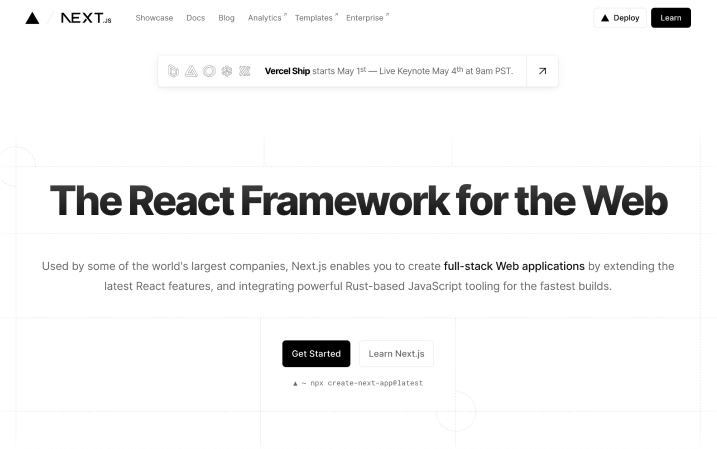 NEXT.JS Showcase Docs Blog Analytics↗ Templates↗ Enterprise↗ ▲ Deploy Learn
Vercel Ship starts May 1st — Live Keynote May 4th at 9am PST.
The React Framework for the Web
Used by some of the world's largest companies, Next.js enables you to create full-stack Web applications by extending the
latest React features, and integrating powerful Rust-based JavaScript tooling for the fastest builds.
Get Started Learn Next.js
▲ ~ npx create-next-app@latest